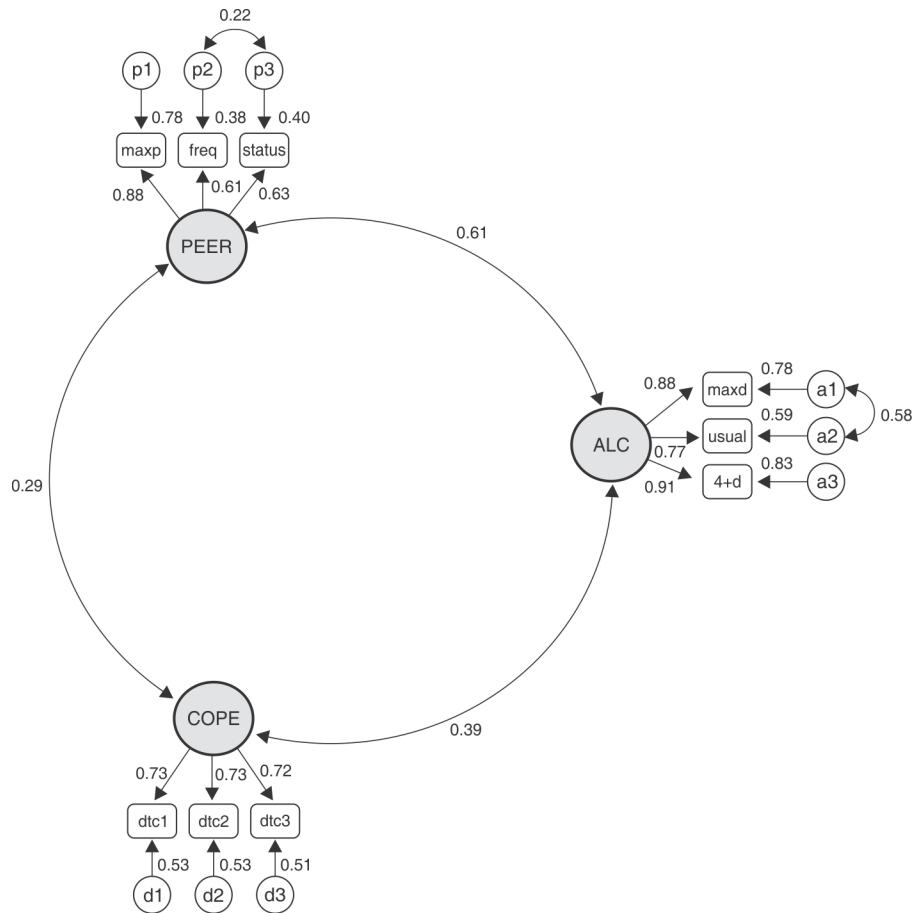 0.22
p1 p2 p3
0.78 0.38 0.40
maxp freq status
0.88 0.61 0.63
PEER
0.61
0.88 maxd 0.78 a1
ALC usual 0.59 a2 0.58
0.77
0.91 4+d 0.83 a3
0.29
COPE
0.39
0.73 0.73 0.72
dtc1 dtc2 dtc3
0.53 0.53 0.51
d1 d2 d3